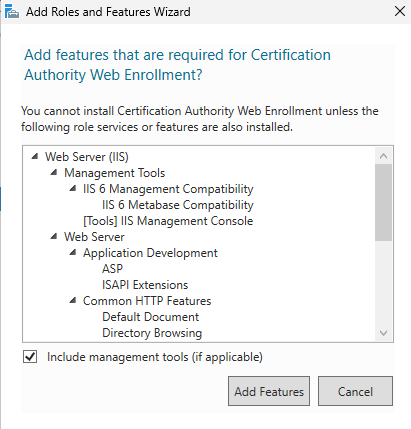 Add Roles and Features Wizard
Add features that are required for Certification
Authority Web Enrollment?
You cannot install Certification Authority Web Enrollment unless the
following role services or features are also installed.
Web Server (IIS)
Management Tools
IIS 6 Management Compatibility
IIS 6 Metabase Compatibility
[Tools] IIS Management Console
Web Server
Application Development
ASP
ISAPI Extensions
Common HTTP Features
Default Document
Directory Browsing
Include management tools (if applicable)
Add Features
Cancel